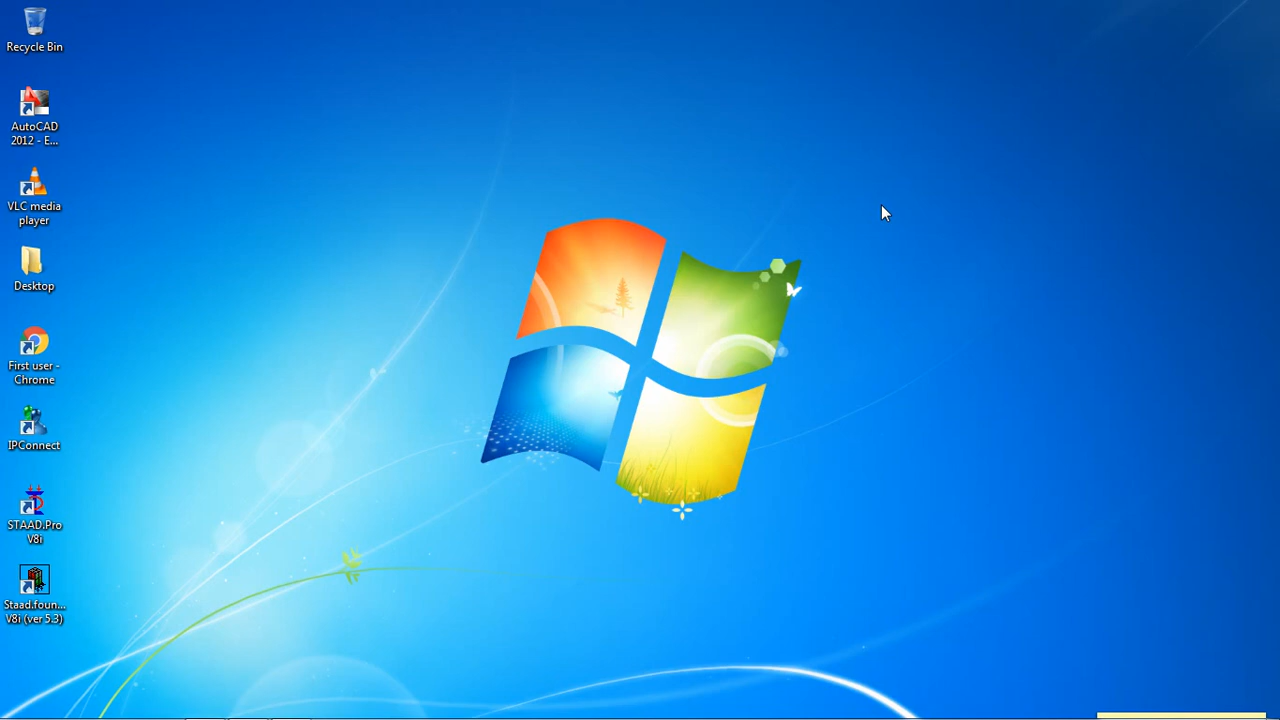 Recycle Bin
AutoCAD
2012 - E...
VLC media
player
Desktop
First user -
Chrome
IPConnect
STAAD.Pro
V8i
Staad.foun...
V8i (ver 5.3)